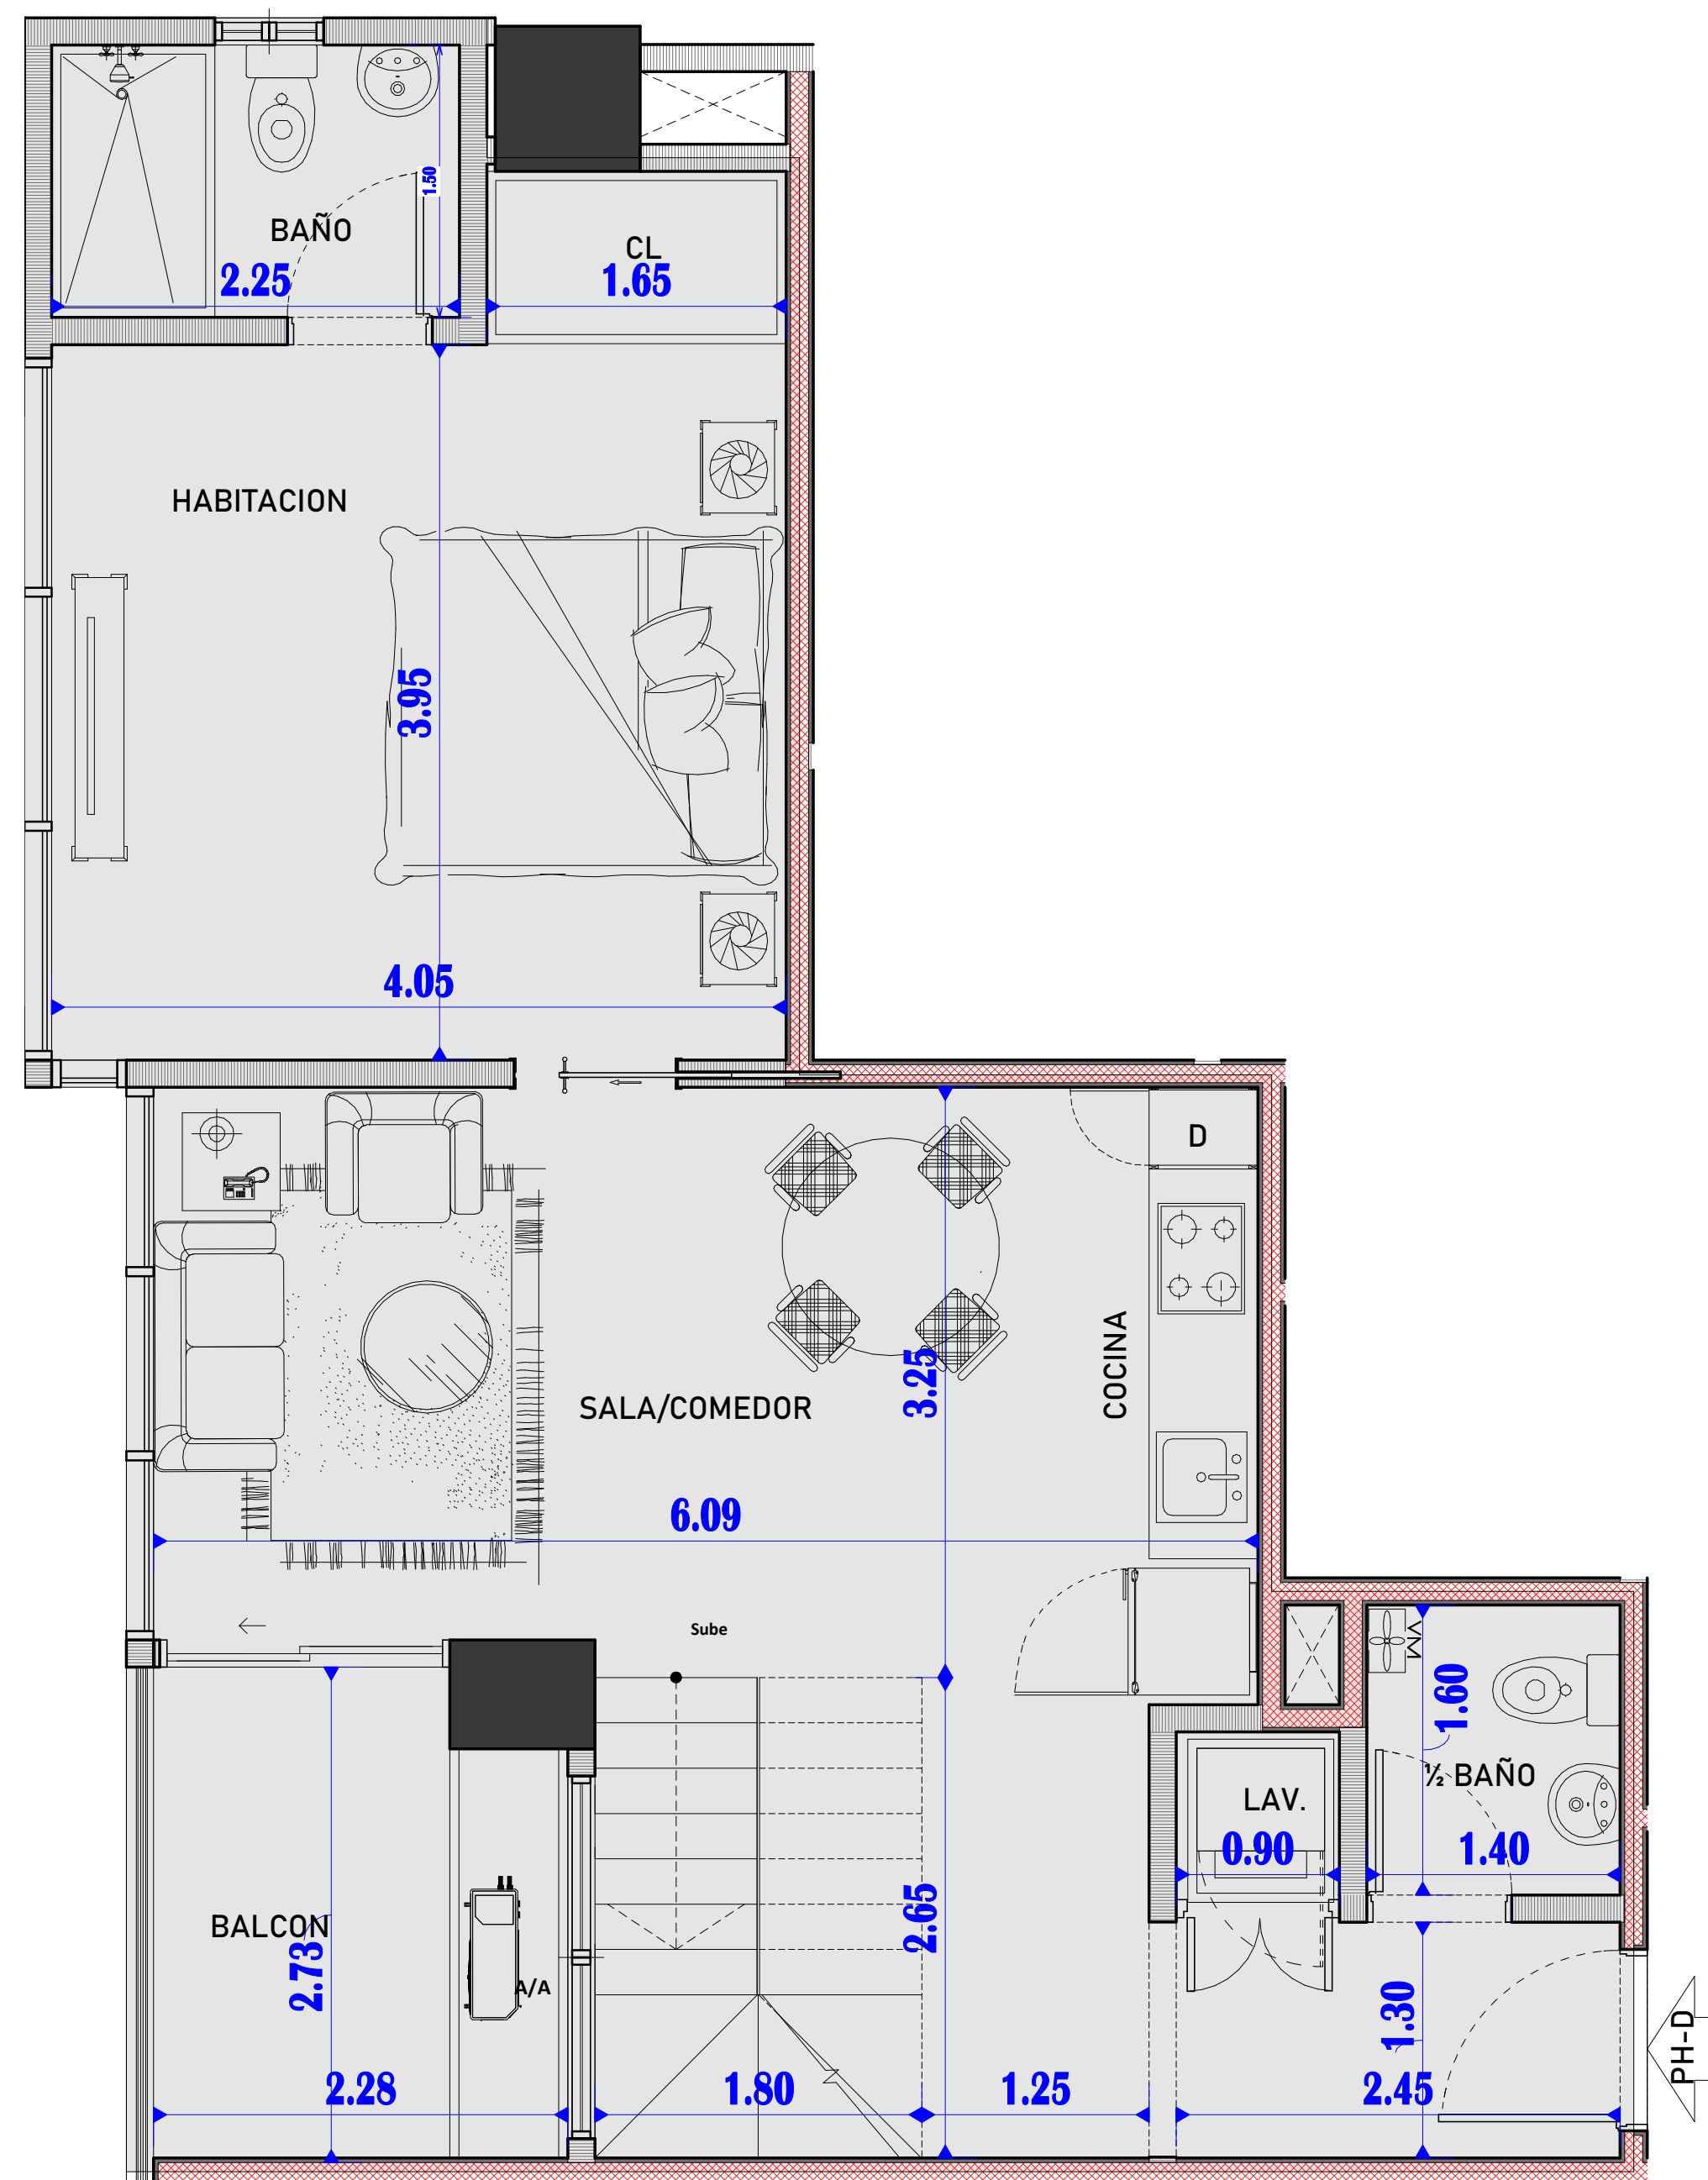 1.50
BAÑO
2.25
CL
1.65
HABITACION
3.95
4.05
D
COCINA
3.25
SALA/COMEDOR
6.09
Sube
VM
1.60
½ BAÑO
LAV.
0.90
1.40
2.65
BALCON
2.73
A/A
1.30
PH-D
2.28
1.80
1.25
2.45